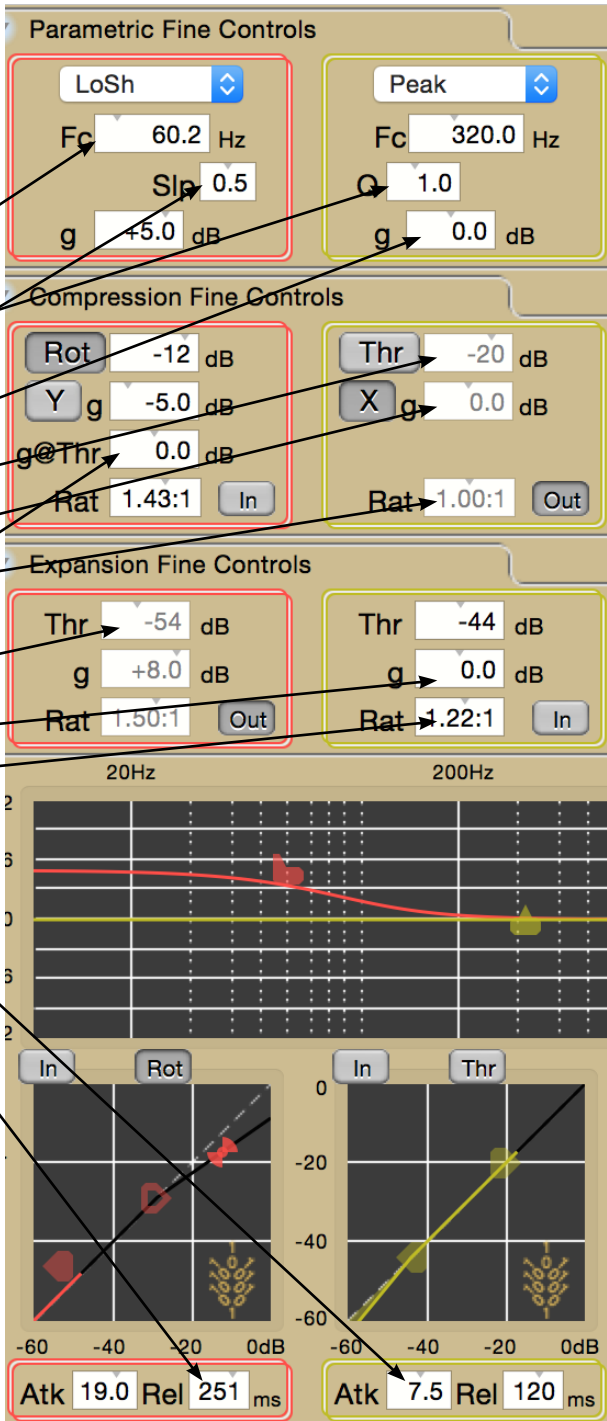 Parametric Fine Controls
LoSh Peak
Fc 60.2 Hz Fc 320.0 Hz
Slp 0.5 Q 1.0
g +5.0 dB g 0.0 dB
Compression Fine Controls
Rot -12 dB Thr -20 dB
Y g -5.0 dB X g 0.0 dB
g@Thr 0.0 dB
Rat 1.43:1 In Rat 1.00:1 Out
Expansion Fine Controls
Thr -54 dB Thr -44 dB
g +8.0 dB g 0.0 dB
Rat 1.50:1 Out Rat 1.22:1 In
20Hz 200Hz
2
6
0
6
2
In Rot In Thr
0
-20
-40
-60
-60 -40 -20 0dB -60 -40 -20 0dB
Atk 19.0 Rel 251 ms Atk 7.5 Rel 120 ms